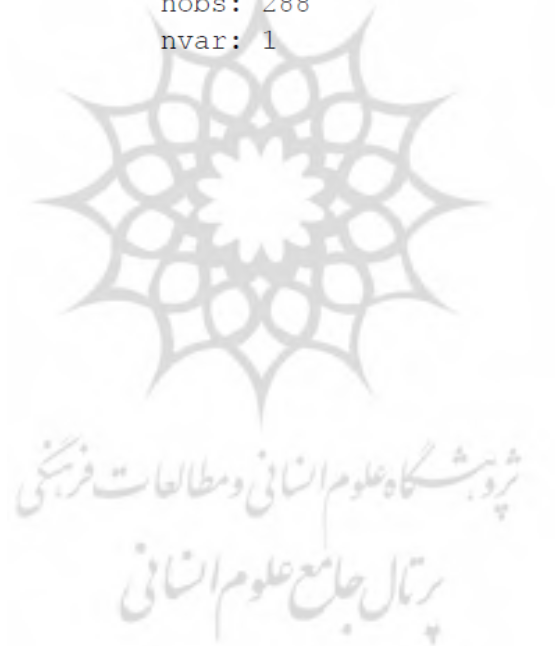 nobs: 288
nvar: 1
پژوهشگاه علوم انسانی و مطالعات فرهنگی
پرتال جامع علوم انسانی